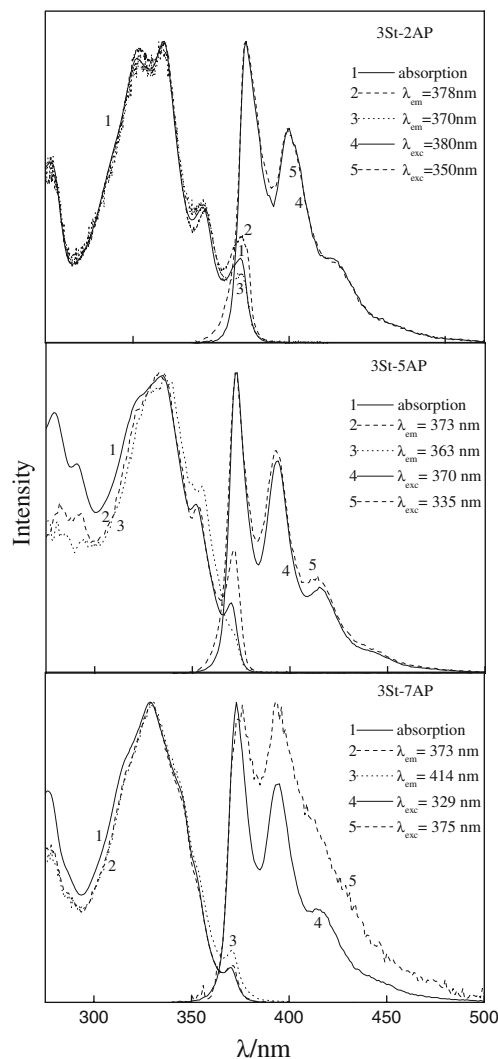 3St-2AP
1 absorption
2 λem=378nm
3 λem=370nm
4 λexc=380nm
5 λexc=350nm
1
2
1
3
5
4
3St-5AP
1 absorption
2 λem= 373 nm
3 λem= 363 nm
4 λexc= 370 nm
5 λexc= 335 nm
1
2
3
4
5
Intensity
3St-7AP
1 absorption
2 λem= 373 nm
3 λem= 414 nm
4 λexc= 329 nm
5 λexc= 375 nm
1
2
3
4
5
300 350 400 450 500
λ/nm